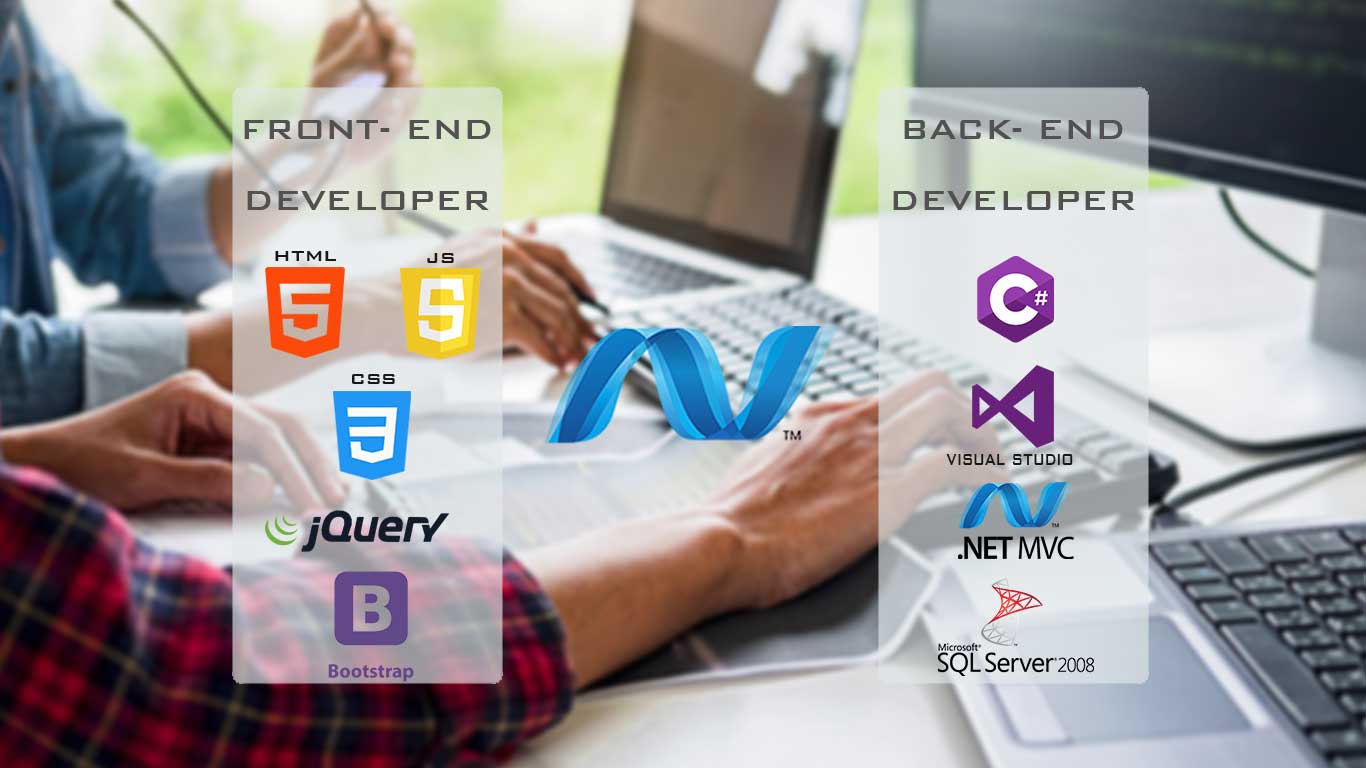 FRONT- END
DEVELOPER
HTML
JS
5
CSS
3
jQuery
B
Bootstrap
TM
BACK- END
DEVELOPER
C#
VISUAL STUDIO
TM
.NET MVC
Microsoft®
SQL Server® 2008